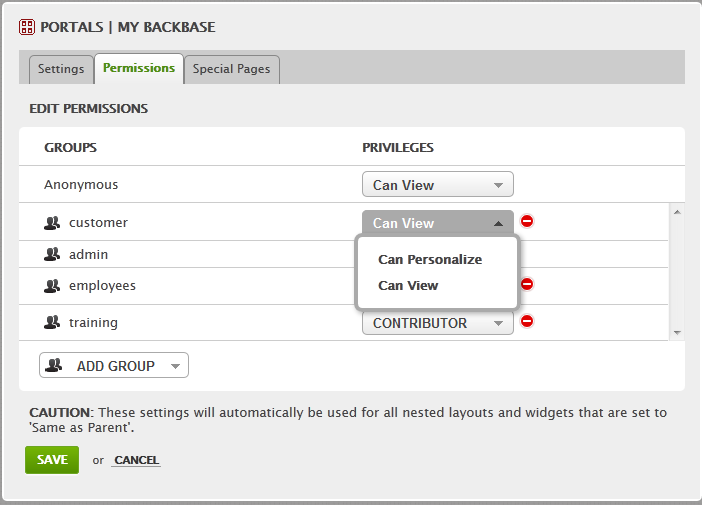 PORTALS | MY BACKBASE
Settings Permissions Special Pages
EDIT PERMISSIONS
GROUPS PRIVILEGES
Anonymous Can View
customer Can View
admin
Can Personalize
employees Can View
training CONTRIBUTOR
ADD GROUP
CAUTION: These settings will automatically be used for all nested layouts and widgets that are set to
'Same as Parent'.
SAVE or CANCEL